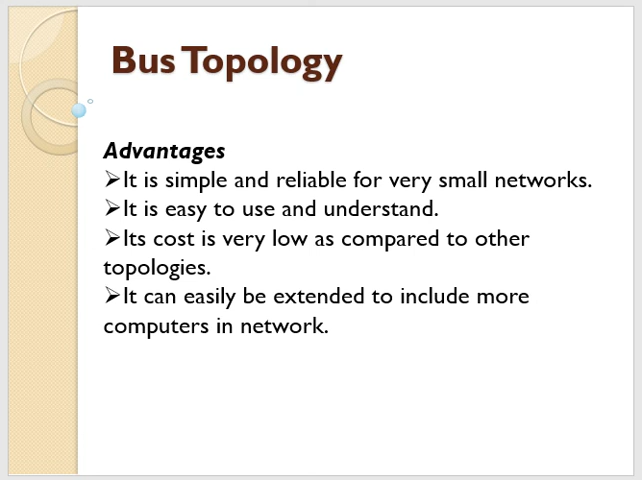 Bus Topology
Advantages
➢It is simple and reliable for very small networks.
➢It is easy to use and understand.
➢Its cost is very low as compared to other
topologies.
➢It can easily be extended to include more
computers in network.